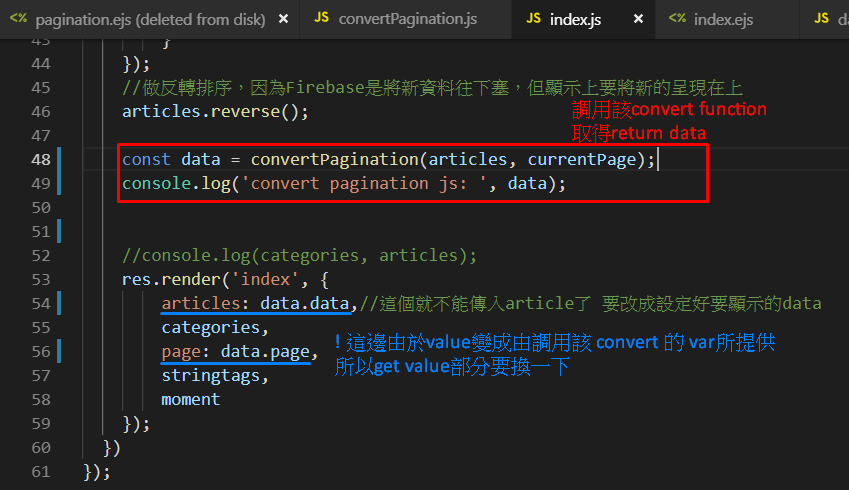 pagination.ejs (deleted from disk) × JS convertPagination.js JS index.js × <%> index.ejs JS da
43 }
44 });
45 //做反轉排序，因為Firebase是將新資料往下塞，但顯示上要將新的呈現在上
46 articles.reverse();
調用該convert function
47
取得return data
48 const data = convertPagination(articles, currentPage);
49 console.log('convert pagination js: ', data);
50
51
52 //console.log(categories, articles);
53 res.render('index', {
54 articles: data.data,//這個就不能傳入article了 要改成設定好要顯示的data
55 categories,
! 這邊由於value變成由調用該 convert 的 var所提供
56 page: data.page,
所以get value部分要換一下
57 stringtags,
58 moment
59 });
60 })
61 });